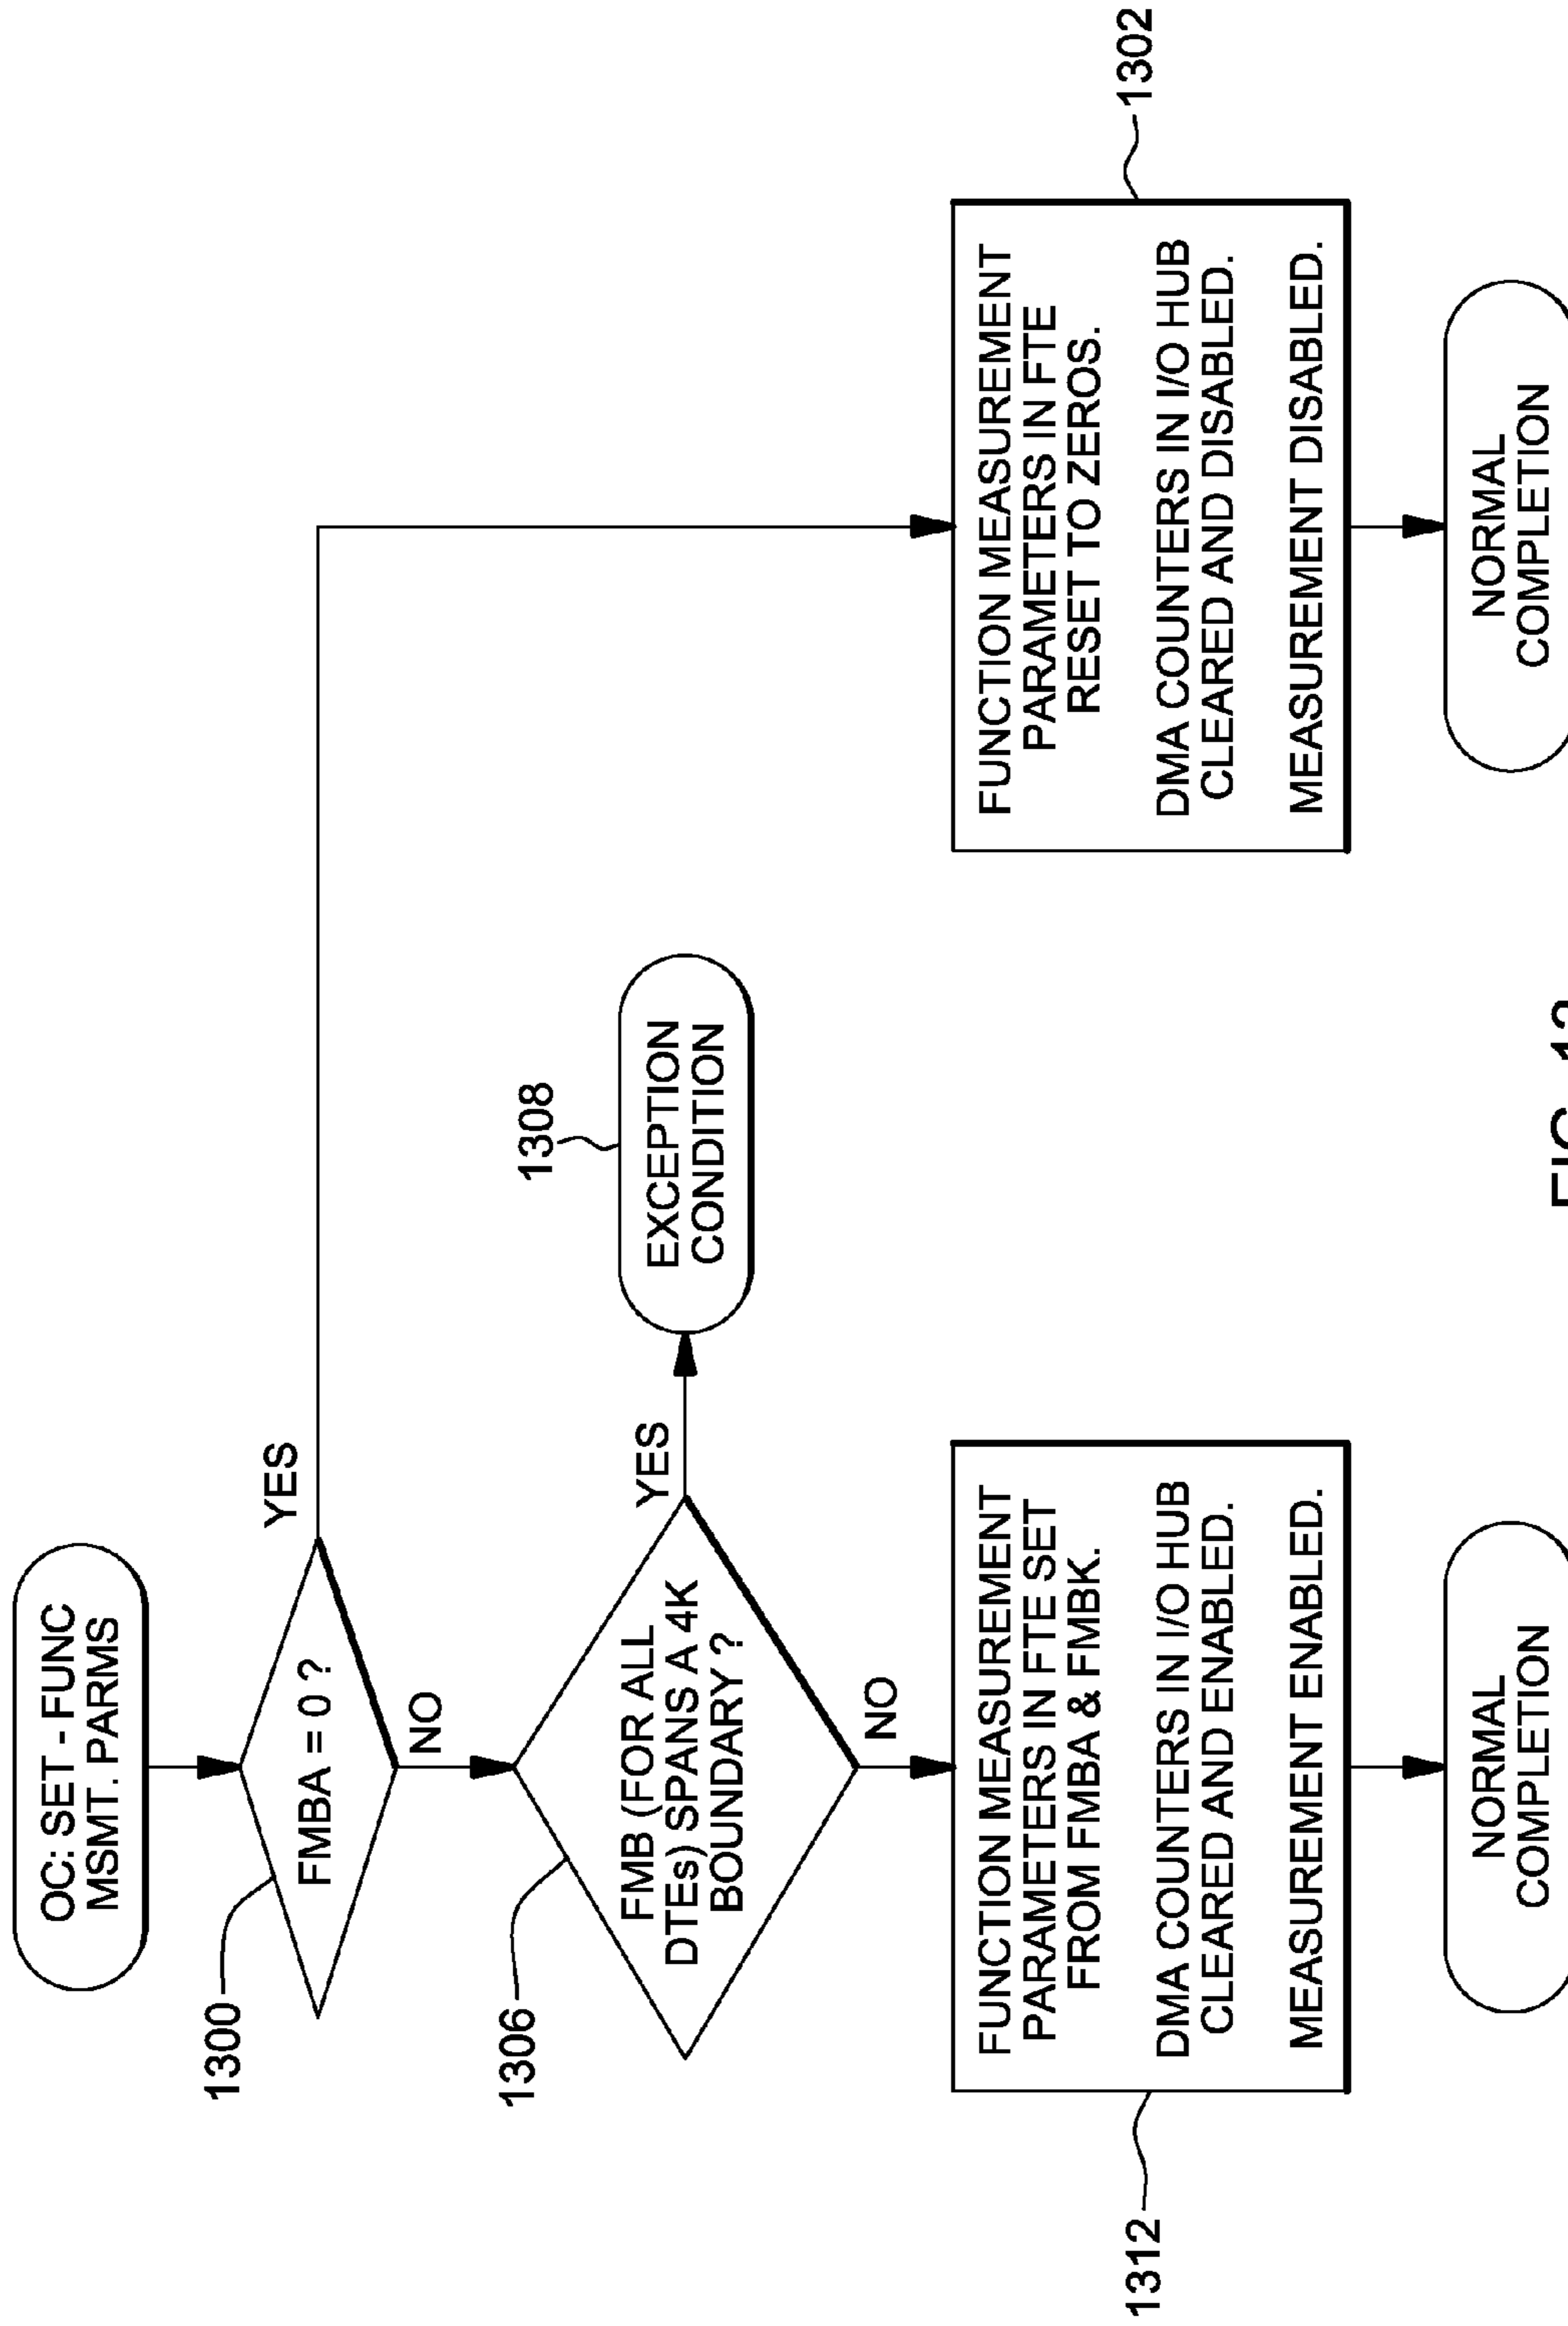 OC: SET - FUNC
MSMT. PARMS
1300
FMBA = 0 ?
YES
NO
1306
FMB (FOR ALL
DTEs) SPANS A 4K
BOUNDARY ?
YES
1308
EXCEPTION
CONDITION
NO
1312
FUNCTION MEASUREMENT
PARAMETERS IN FTE SET
FROM FMBA & FMBK.
DMA COUNTERS IN I/O HUB
CLEARED AND ENABLED.
MEASUREMENT ENABLED.
NORMAL
COMPLETION
1302
FUNCTION MEASUREMENT
PARAMETERS IN FTE
RESET TO ZEROS.
DMA COUNTERS IN I/O HUB
CLEARED AND DISABLED.
MEASUREMENT DISABLED.
NORMAL
COMPLETION
FIG. 13